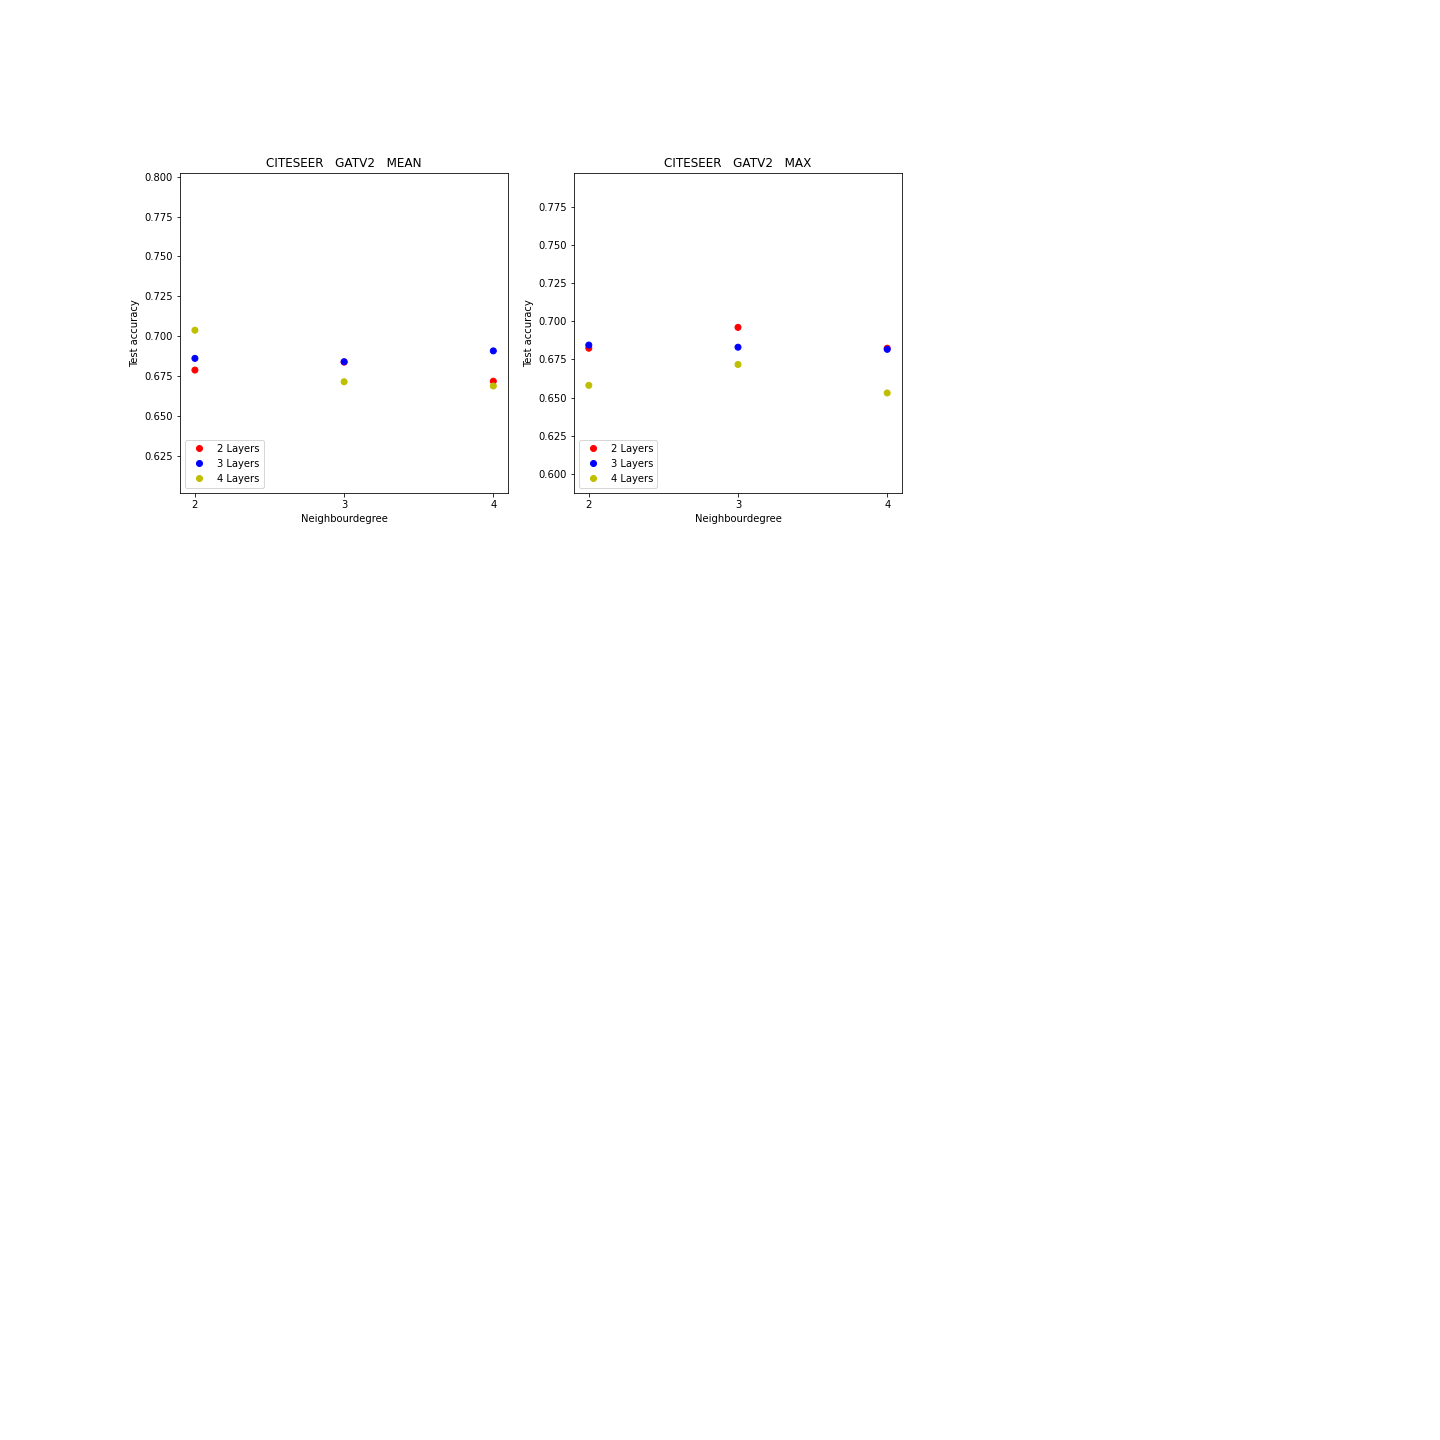 CITESEER   GATV2   MEAN
0.800
0.775
0.750
0.725
0.700
0.675
0.650
0.625
Test accuracy
2 Layers
3 Layers
4 Layers
2 3 4
Neighbourdegree
CITESEER   GATV2   MAX
0.775
0.750
0.725
0.700
0.675
0.650
0.625
0.600
Test accuracy
2 Layers
3 Layers
4 Layers
2 3 4
Neighbourdegree